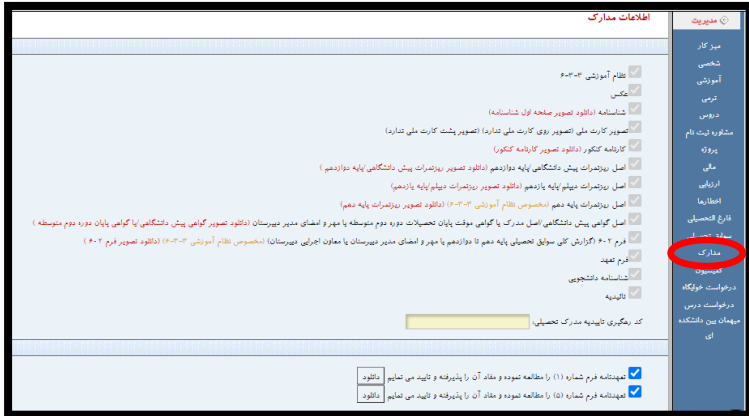 مدیریت
میز کار
شخصی
آموزشی
ترمی
دروس
مشاوره ثبت نام
پروژه
مالی
ارزیابی
اخطارها
فارغ التحصیلی
سوابق تحصیلی
مدارک
کمیسیون
درخواست خوابگاه
درخواست درس
میهمان بین دانشکده
ای
اطلاعات مدارک
نظام آموزشی ۳-۳-۶
عکس
شناسنامه (دانلود تصویر صفحه اول شناسنامه)
تصویر کارت ملی (تصویر روی کارت ملی ندارد) (تصویر پشت کارت ملی ندارد)
کارنامه کنکور (دانلود تصویر کارنامه کنکور)
اصل ریزنمرات پیش دانشگاهی/پایه دوازدهم (دانلود تصویر ریزنمرات پیش دانشگاهی/پایه دوازدهم )
اصل ریزنمرات دیپلم/پایه یازدهم (دانلود تصویر ریزنمرات دیپلم/پایه یازدهم)
اصل ریزنمرات پایه دهم (مخصوص نظام آموزشی ۳-۳-۶) (دانلود تصویر ریزنمرات پایه دهم)
اصل گواهی پیش دانشگاهی/اصل مدرک یا گواهی موقت پایان تحصیلات دوره دوم متوسطه با مهر و امضای مدیر دبیرستان (دانلود تصویر گواهی پیش دانشگاهی/یا گواهی پایان دوره دوم متوسطه )
فرم ۶۰۲ (گزارش کلی سوابق تحصیلی پایه دهم تا دوازدهم با مهر و امضای مدیر دبیرستان یا معاون اجرایی دبیرستان) (مخصوص نظام آموزشی ۳-۳-۶) (دانلود تصویر فرم ۶۰۲ )
فرم تعهد
شناسنامه دانشجویی
تائیدیه
کد رهگیری تاییدیه مدرک تحصیلی:
تعهدنامه فرم شماره (۱) را مطالعه نموده و مفاد آن را پذیرفته و تایید می نمایم دانلود
تعهدنامه فرم شماره (۵) را مطالعه نموده و مفاد آن را پذیرفته و تایید می نمایم دانلود